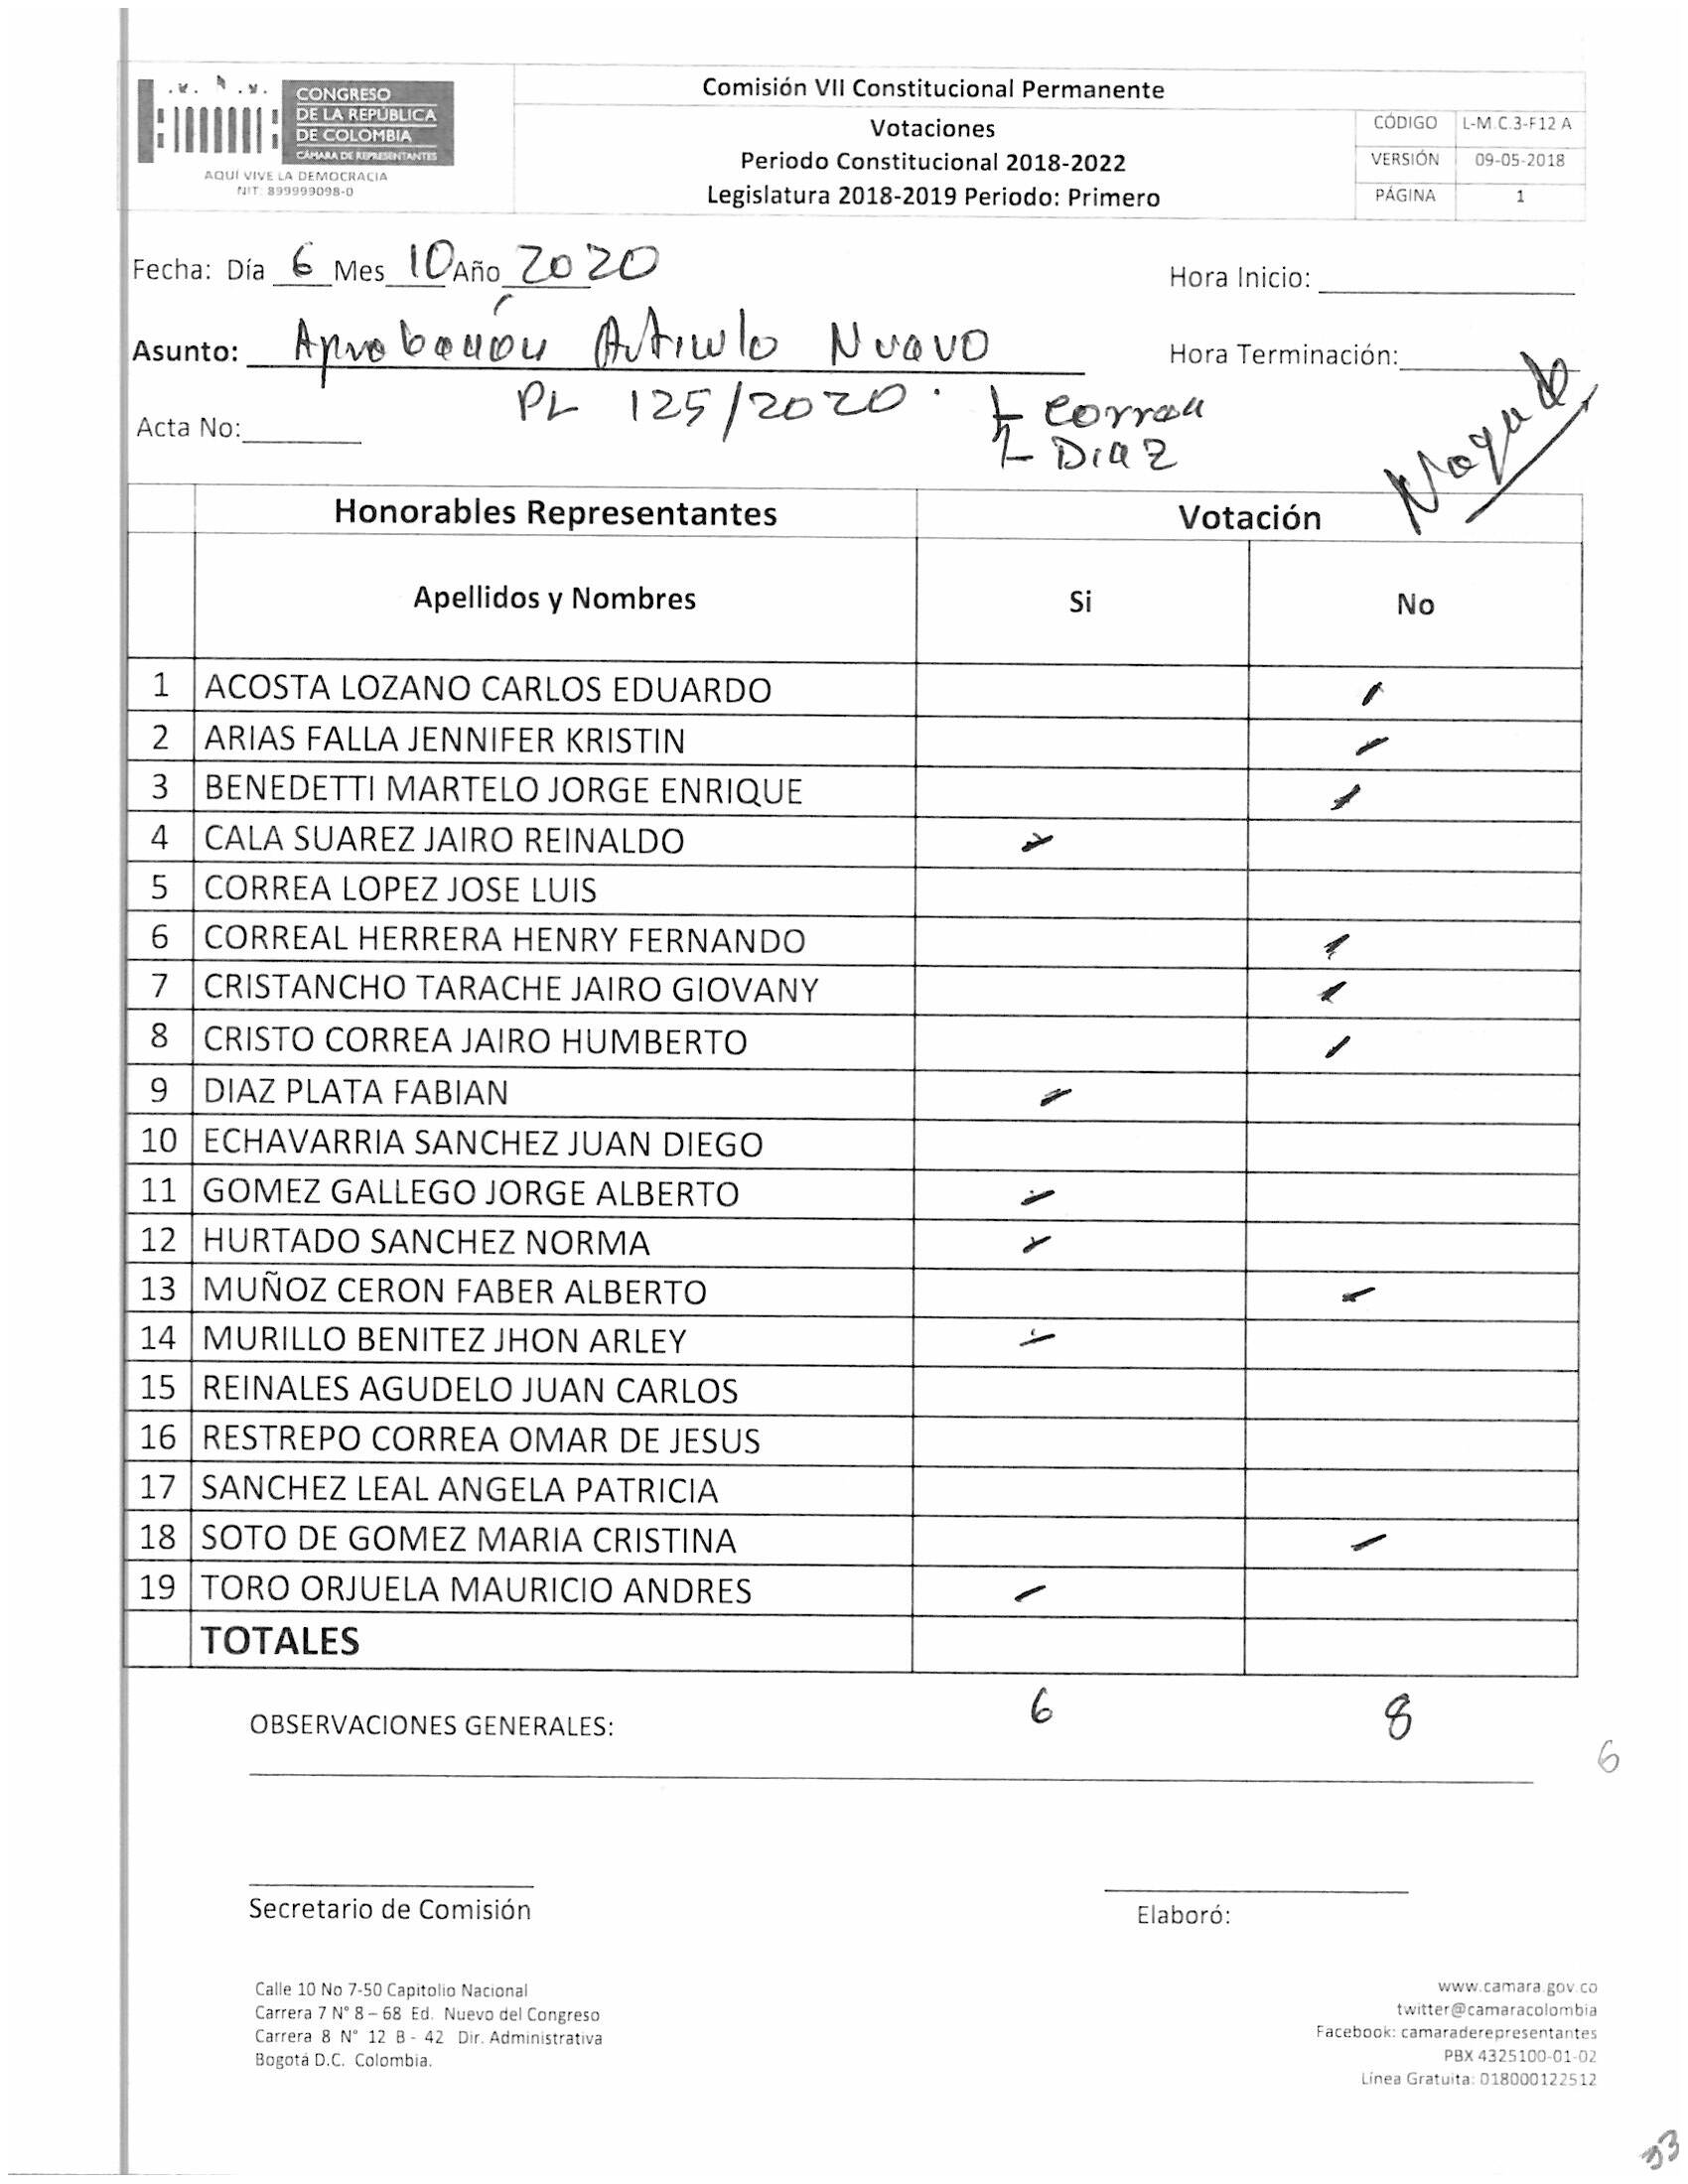 CONGRESO
DE LA REPÚBLICA
DE COLOMBIA
CÁMARA DE REPRESENTANTES
AQUÍ VIVE LA DEMOCRACIA
NIT: 899999098-0
Comisión VII Constitucional Permanente
Votaciones
Periodo Constitucional 2018-2022
Legislatura 2018-2019 Periodo: Primero
CÓDIGO L-M.C.3-F12 A
VERSIÓN 09-05-2018
PÁGINA 1
Fecha: Día 6 Mes 10 Año 2020
Hora Inicio:
Asunto: Aprobación Artículo Nuevo
Hora Terminación:
PL 125/2020.
Acta No:
Correa
Diaz
Honorables Representantes Votación
Apellidos y Nombres Si No
1 ACOSTA LOZANO CARLOS EDUARDO
2 ARIAS FALLA JENNIFER KRISTIN
3 BENEDETTI MARTELO JORGE ENRIQUE
4 CALA SUAREZ JAIRO REINALDO
5 CORREA LOPEZ JOSE LUIS
6 CORREAL HERRERA HENRY FERNANDO
7 CRISTANCHO TARACHE JAIRO GIOVANY
8 CRISTO CORREA JAIRO HUMBERTO
9 DIAZ PLATA FABIAN
10 ECHAVARRIA SANCHEZ JUAN DIEGO
11 GOMEZ GALLEGO JORGE ALBERTO
12 HURTADO SANCHEZ NORMA
13 MUÑOZ CERON FABER ALBERTO
14 MURILLO BENITEZ JHON ARLEY
15 REINALES AGUDELO JUAN CARLOS
16 RESTREPO CORREA OMAR DE JESUS
17 SANCHEZ LEAL ANGELA PATRICIA
18 SOTO DE GOMEZ MARIA CRISTINA
19 TORO ORJUELA MAURICIO ANDRES
TOTALES
6 8
OBSERVACIONES GENERALES:
6
Secretario de Comisión
Elaboró:
Calle 10 No 7-50 Capitolio Nacional
Carrera 7 N° 8 – 68 Ed. Nuevo del Congreso
Carrera 8 N° 12 B - 42 Dir. Administrativa
Bogotá D.C. Colombia.
www.camara.gov.co
twitter@camaracolombia
Facebook: camaraderepresentantes
PBX 4325100-01-02
Línea Gratuita: 018000122512